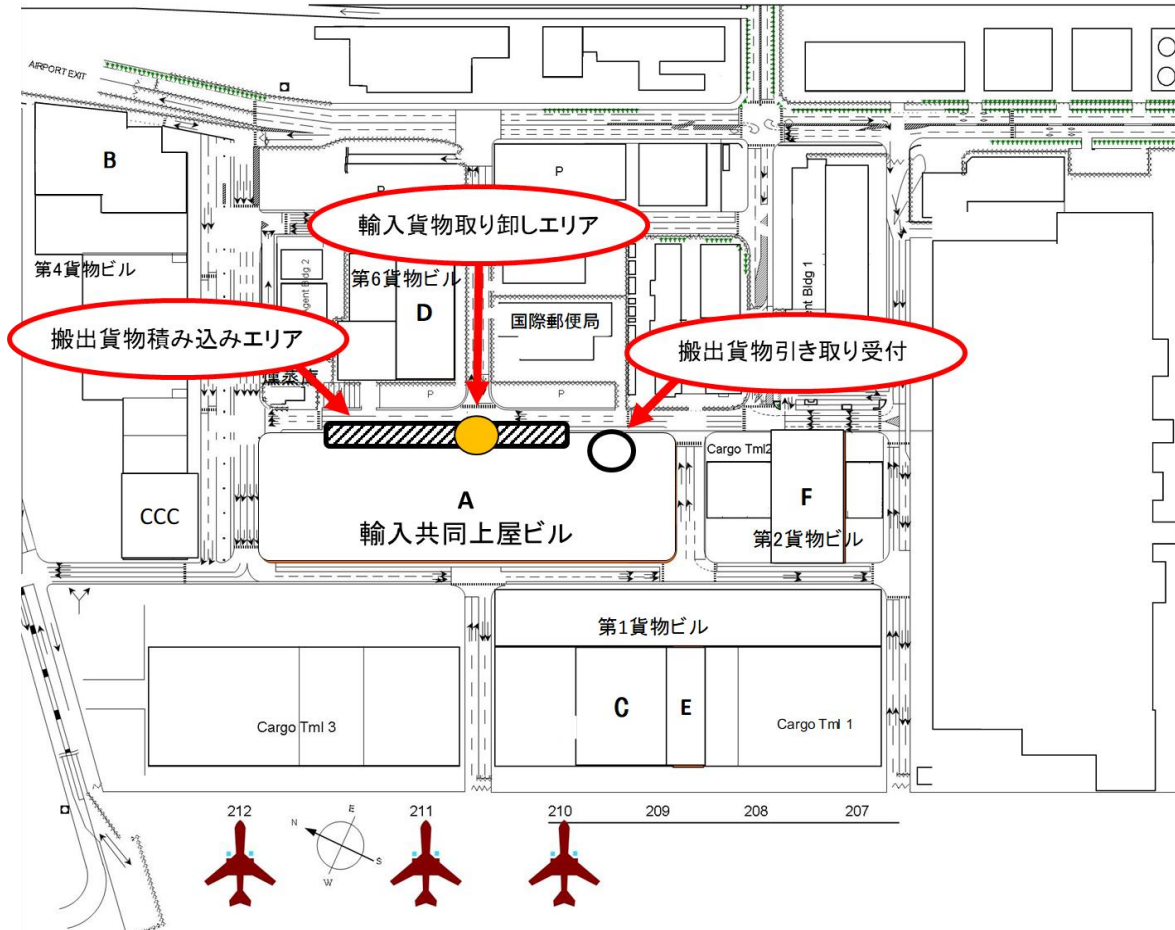 AIRPORT EXIT
B
P
輸入貨物取り卸しエリア
第4貨物ビル
第6貨物ビル
D
国際郵便局
搬出貨物積み込みエリア
搬出貨物引き取り受付
P
P
Cargo Tml2
A
F
輸入共同上屋ビル
CCC
第2貨物ビル
第1貨物ビル
C
E
Cargo Tml 3
Cargo Tml 1
212
211
210
209
208
207
N
E
S
W